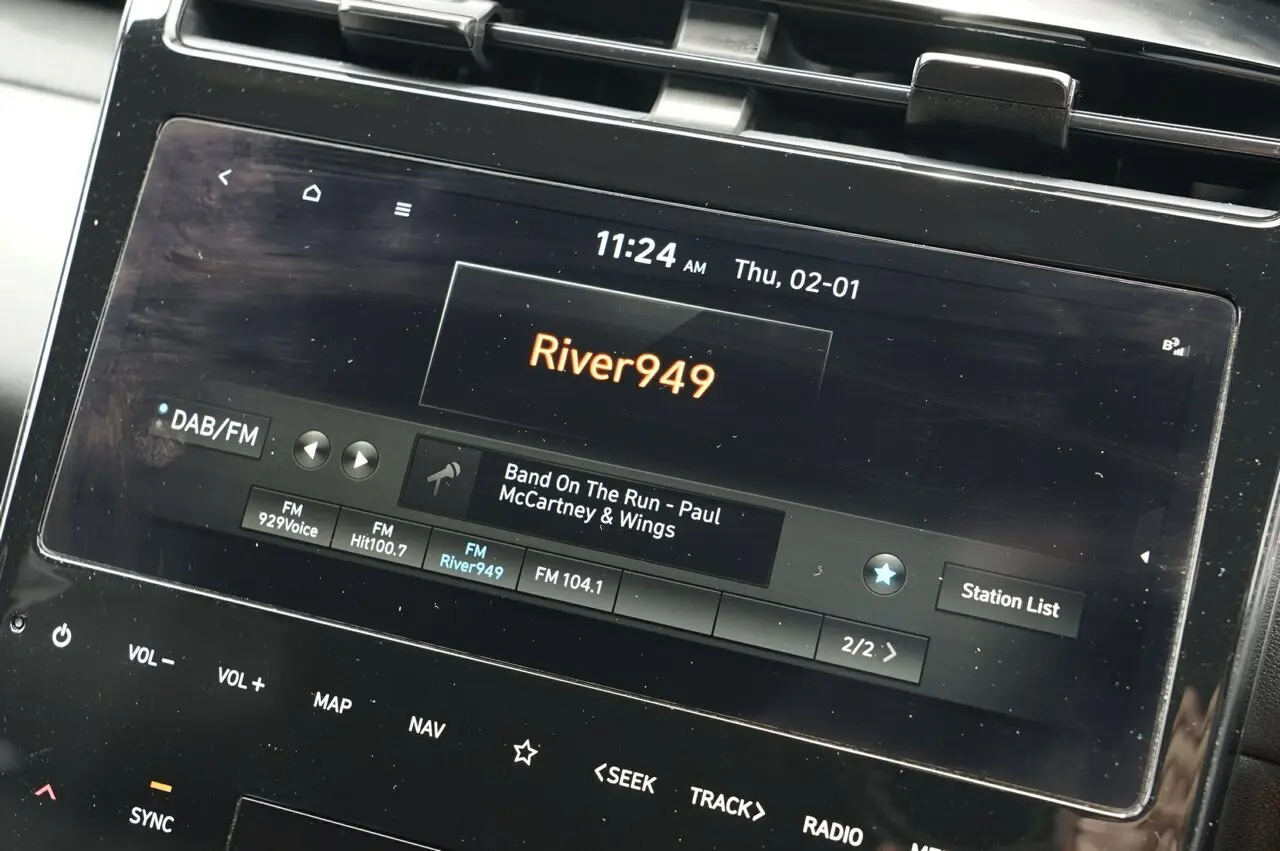 11:24 AM Thu, 02-01
River949
DAB/FM
Band On The Run - Paul
McCartney & Wings
FM
929Voice
FM
Hit100.7
FM
River949
FM 104.1
2/2 >
Station List
VOL-
VOL+
MAP
NAV
<SEEK
TRACK>
RADIO
SYNC